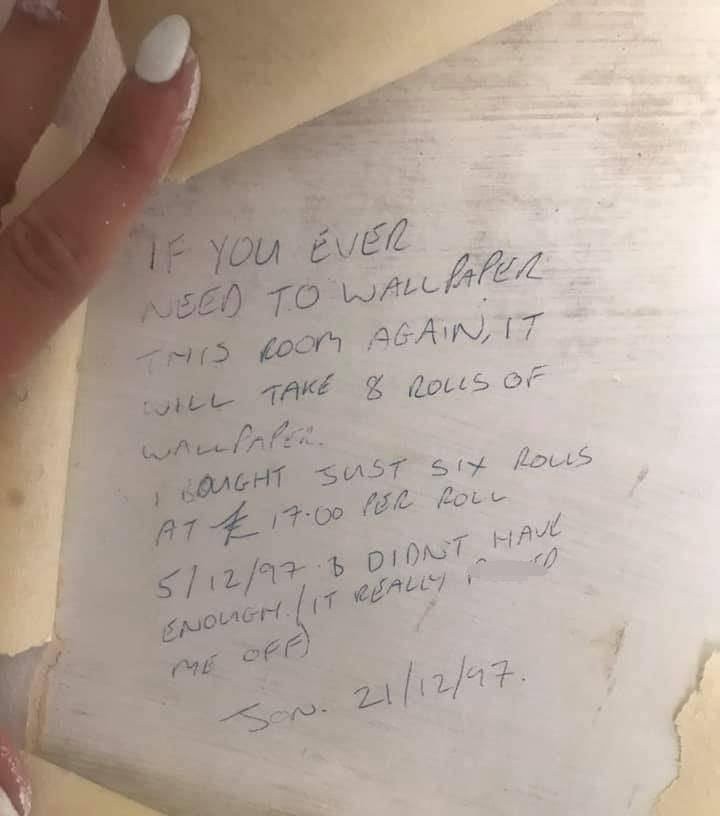 IF YOU EVER
NEED TO WALLPAPER
THIS ROOM AGAIN, IT
WILL TAKE 8 ROLLS OF
WALLPAPER.
I BOUGHT JUST SIX ROLLS
AT £17.00 PER ROLL
5/12/97 & DIDN'T HAVE
ENOUGH. (IT REALLY
ME OFF)
JON. 21/12/97.